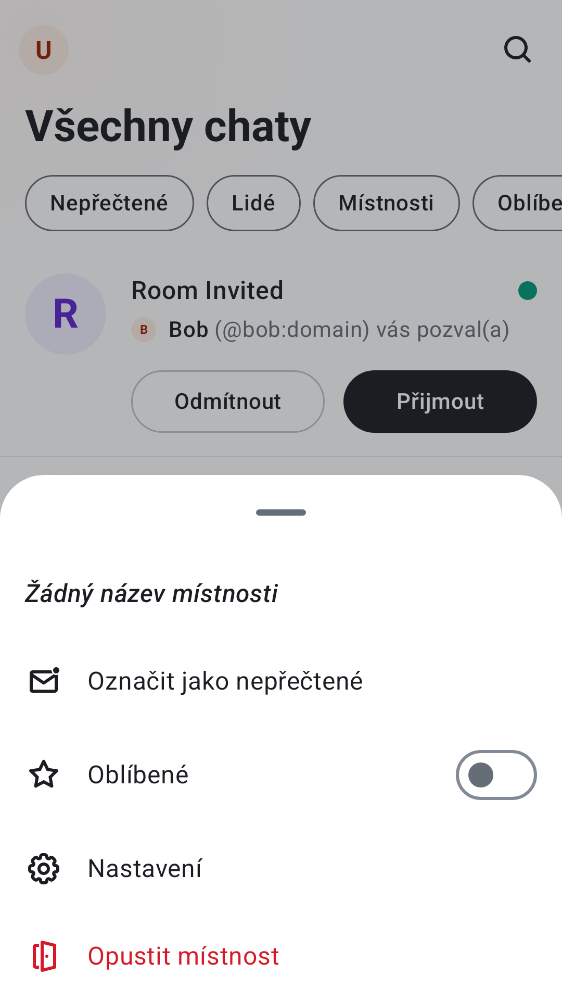 U
Všechny chaty
Nepřečtené Lidé Místnosti Oblíbe
R
Room Invited
B Bob (@bob:domain) vás pozval(a)
Odmítnout Přijmout
Žádný název místnosti
Označit jako nepřečtené
Oblíbené
Nastavení
Opustit místnost